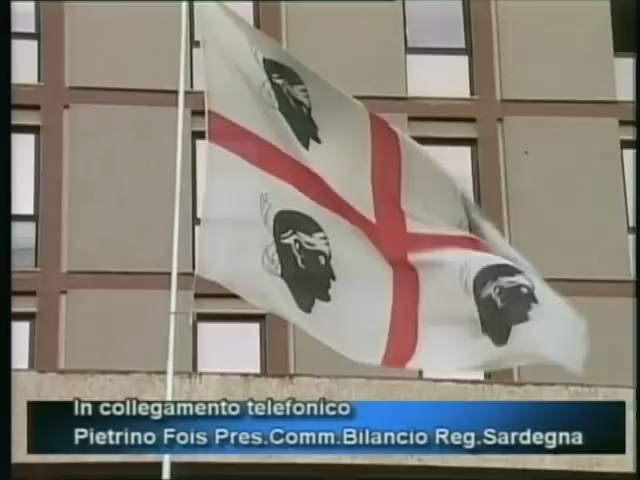 In collegamento telefonico
Pietrino Fois Pres.Comm.Bilancio Reg.Sardegna